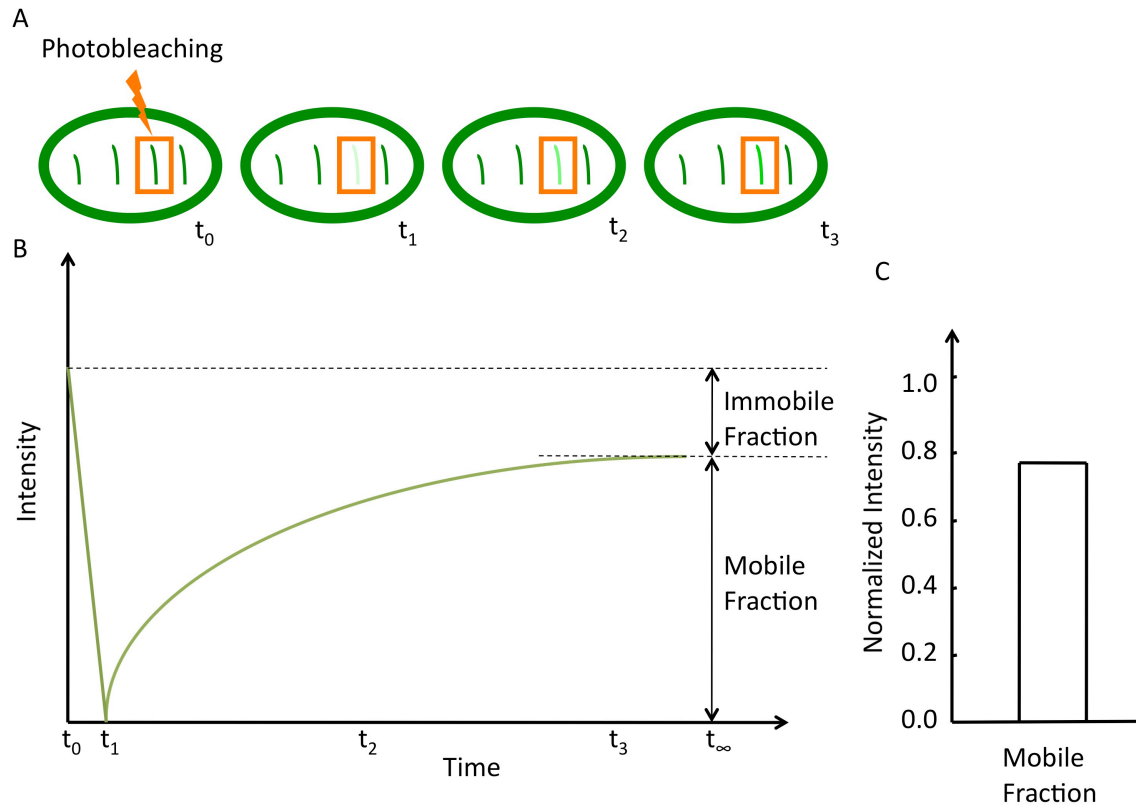 A
Photobleaching
t0
t1
t2
t3
B
Intensity
Immobile
Fraction
Mobile
Fraction
t0 t1 t2 t3 t∞
Time
C
Normalized Intensity
1.0
0.8
0.6
0.4
0.2
0.0
Mobile
Fraction